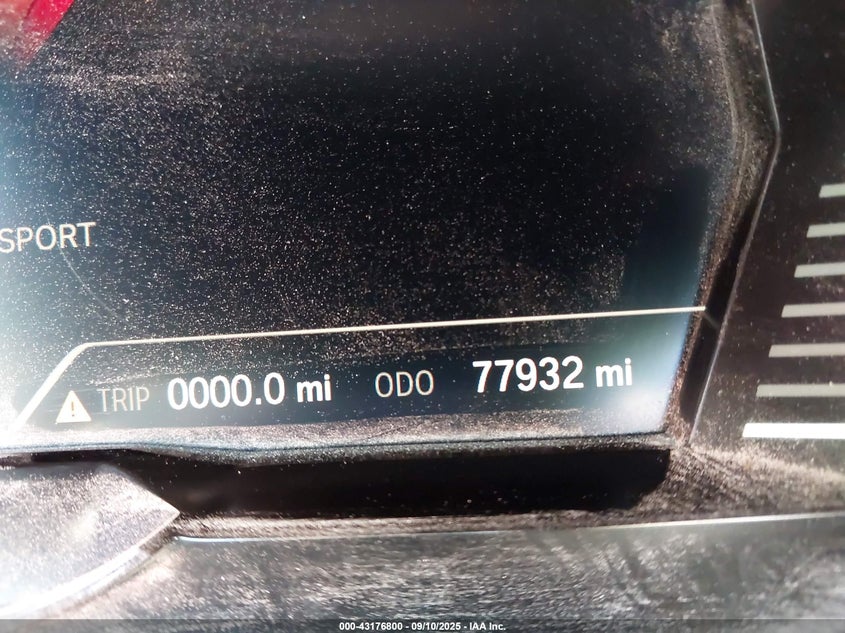 SPORT
TRIP 0000.0 mi ODO 77932 mi
000-43176800 - 09/10/2025 - IAA Inc.